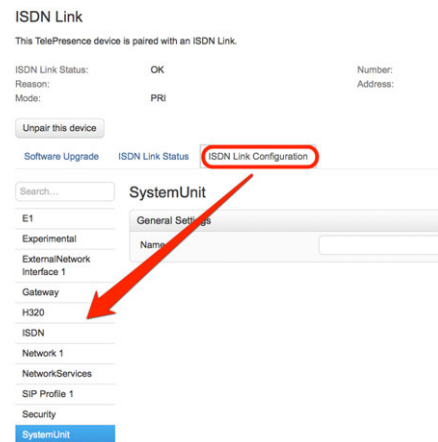 ISDN Link
This TelePresence device is paired with an ISDN Link.
ISDN Link Status: OK Number:
Reason: Address:
Mode: PRI
Unpair this device
Software Upgrade ISDN Link Status ISDN Link Configuration
Search...
SystemUnit
E1
General Settings
Experimental
Name
ExternalNetwork
Interface 1
Gateway
H320
ISDN
Network 1
NetworkServices
SIP Profile 1
Security
SystemUnit